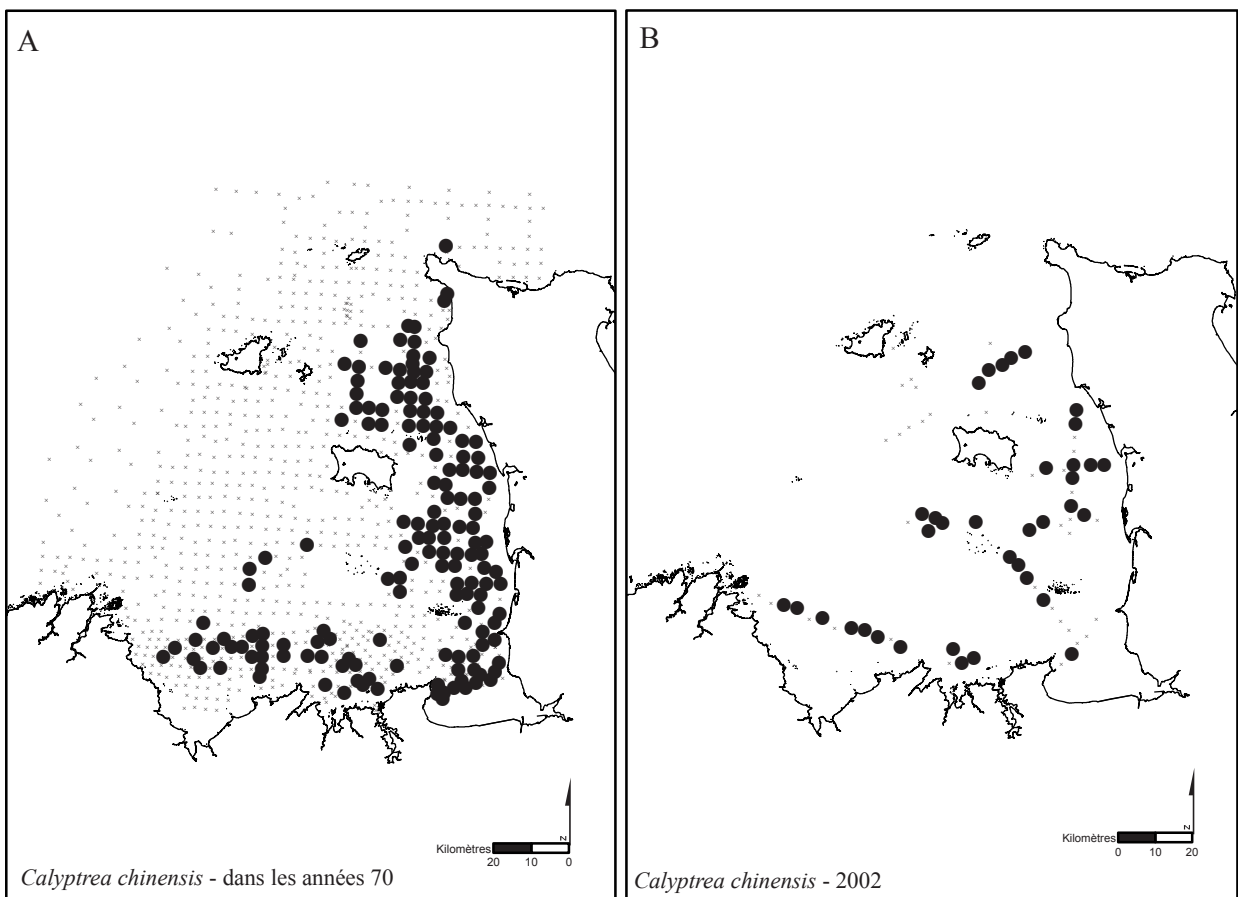 A
B
Kilomètres
20 10 0
z
Kilomètres
0 10 20
z
Calyptrea chinensis - dans les années 70
Calyptrea chinensis - 2002